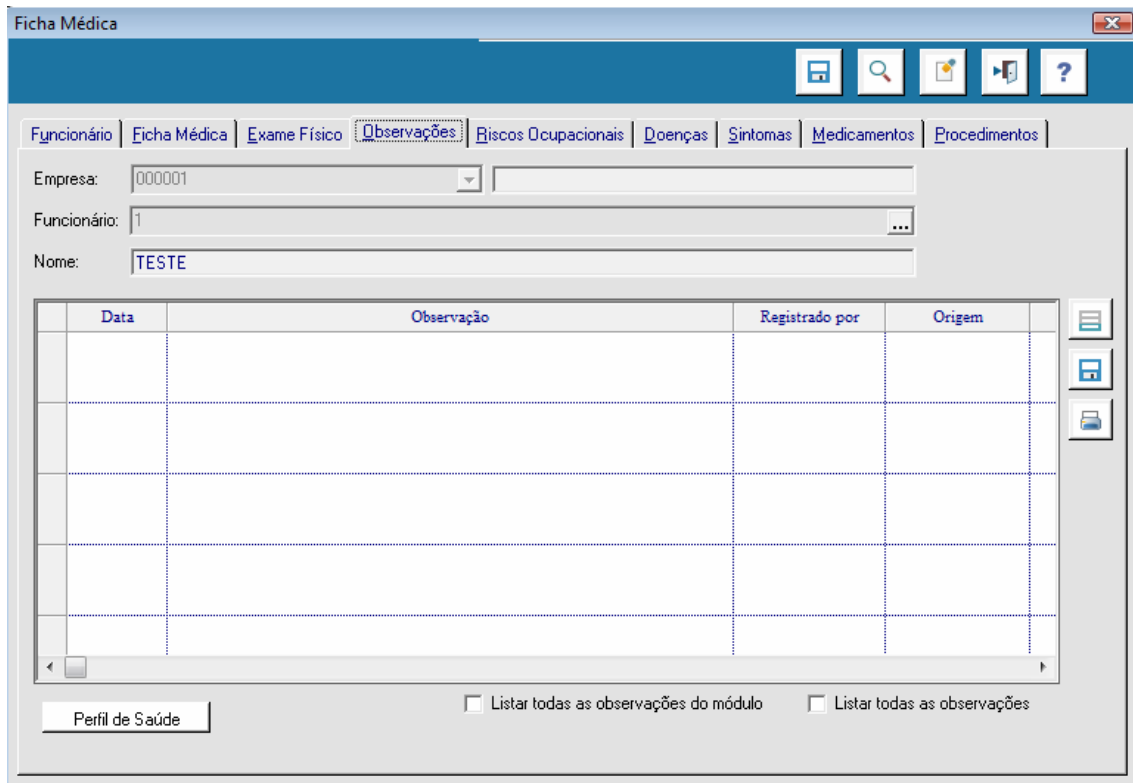 Ficha Médica
?
Funcionário Ficha Médica Exame Físico Observações Riscos Ocupacionais Doenças Sintomas Medicamentos Procedimentos
Empresa: 000001
Funcionário: 1 ...
Nome: TESTE
Data Observação Registrado por Origem
Perfil de Saúde Listar todas as observações do módulo Listar todas as observações